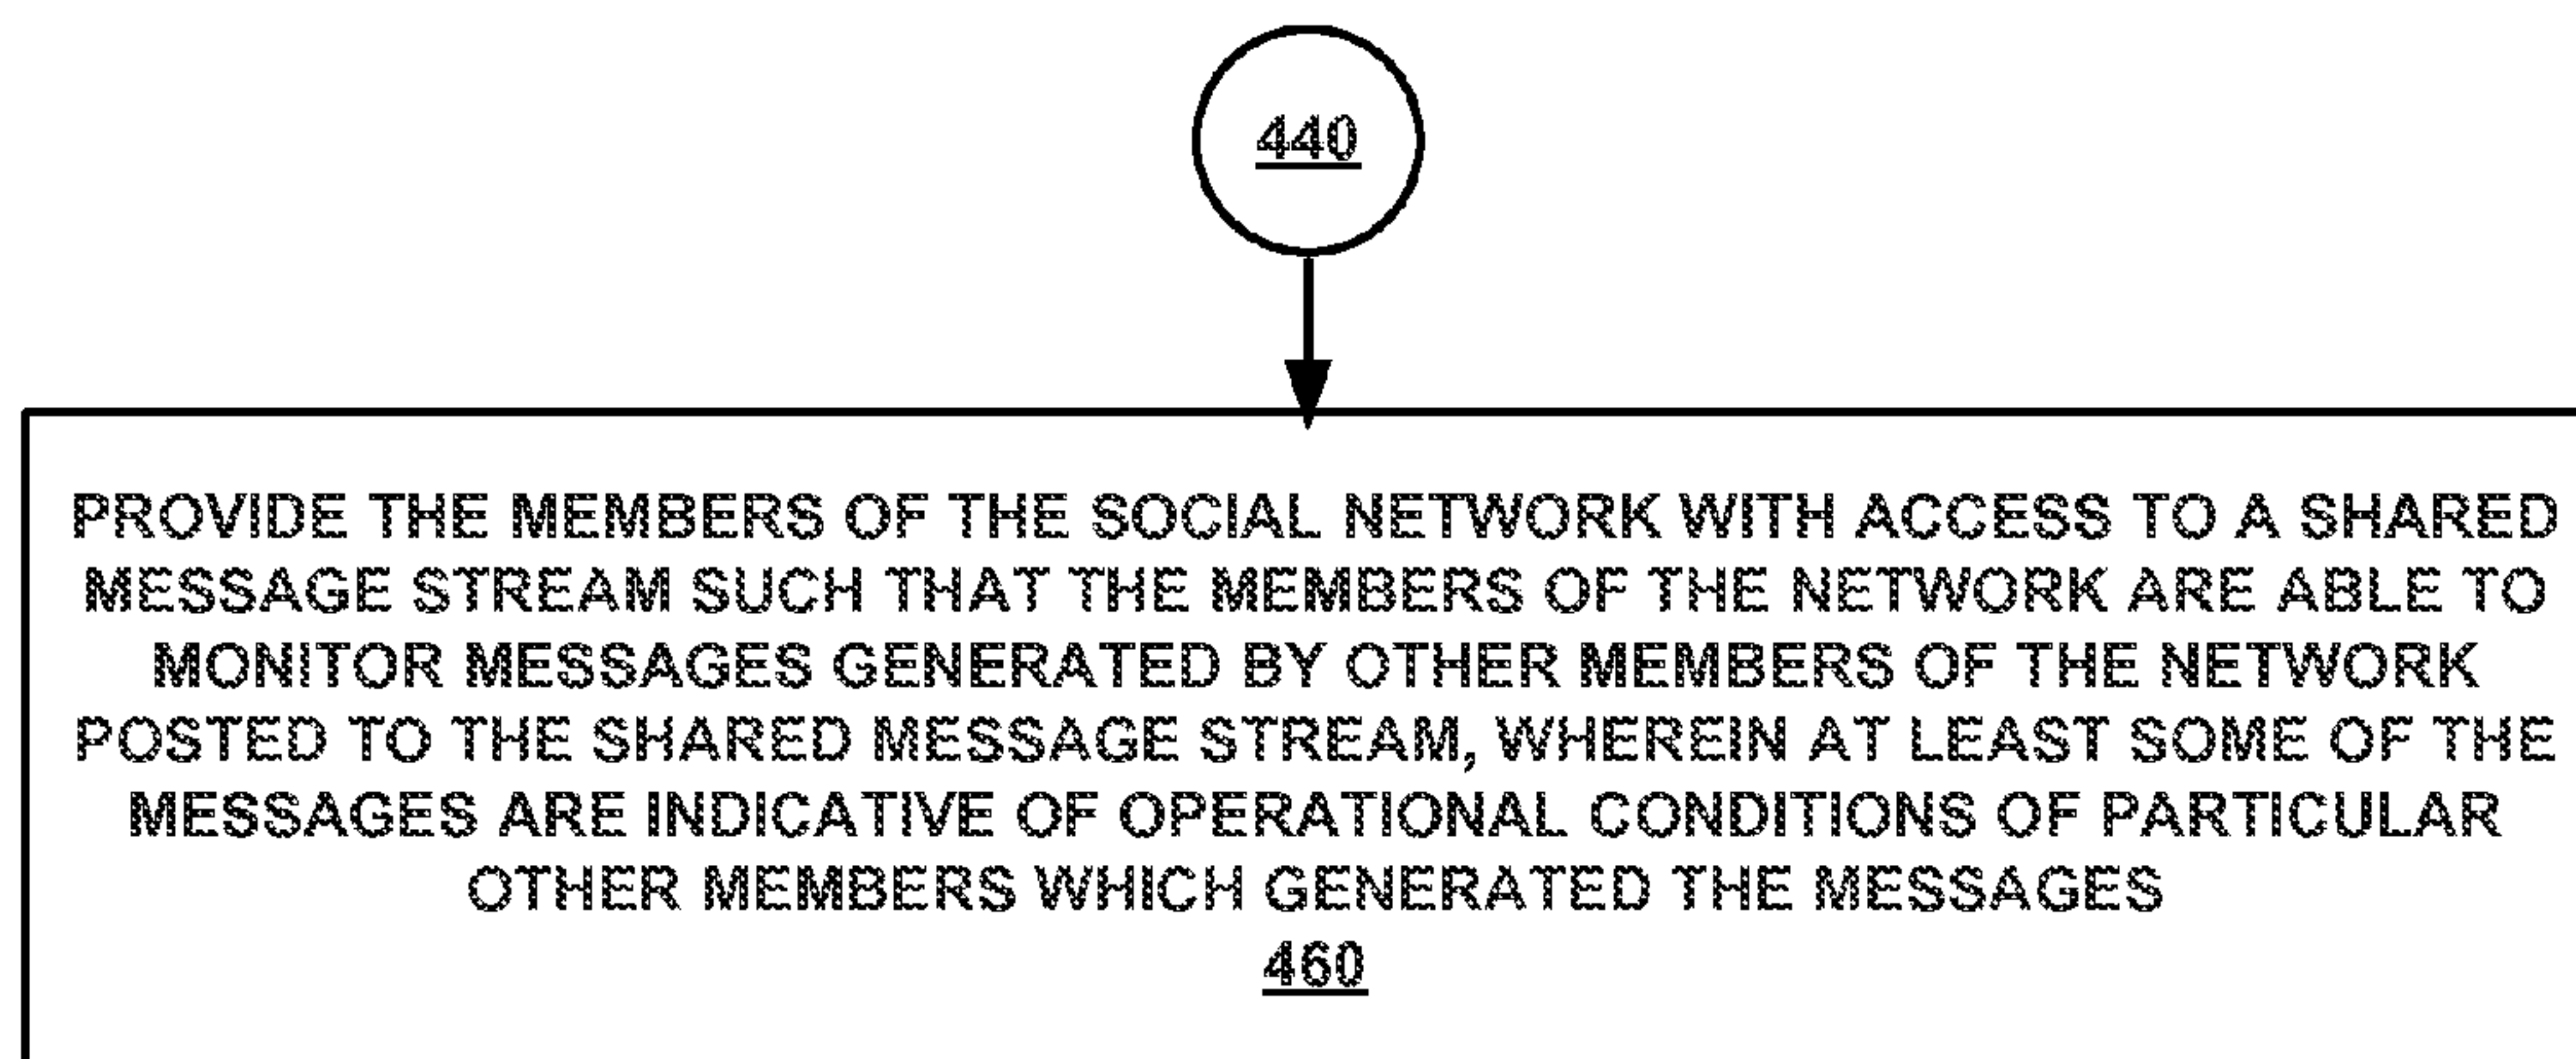 440
PROVIDE THE MEMBERS OF THE SOCIAL NETWORK WITH ACCESS TO A SHARED
MESSAGE STREAM SUCH THAT THE MEMBERS OF THE NETWORK ARE ABLE TO
MONITOR MESSAGES GENERATED BY OTHER MEMBERS OF THE NETWORK
POSTED TO THE SHARED MESSAGE STREAM, WHEREIN AT LEAST SOME OF THE
MESSAGES ARE INDICATIVE OF OPERATIONAL CONDITIONS OF PARTICULAR
OTHER MEMBERS WHICH GENERATED THE MESSAGES
460